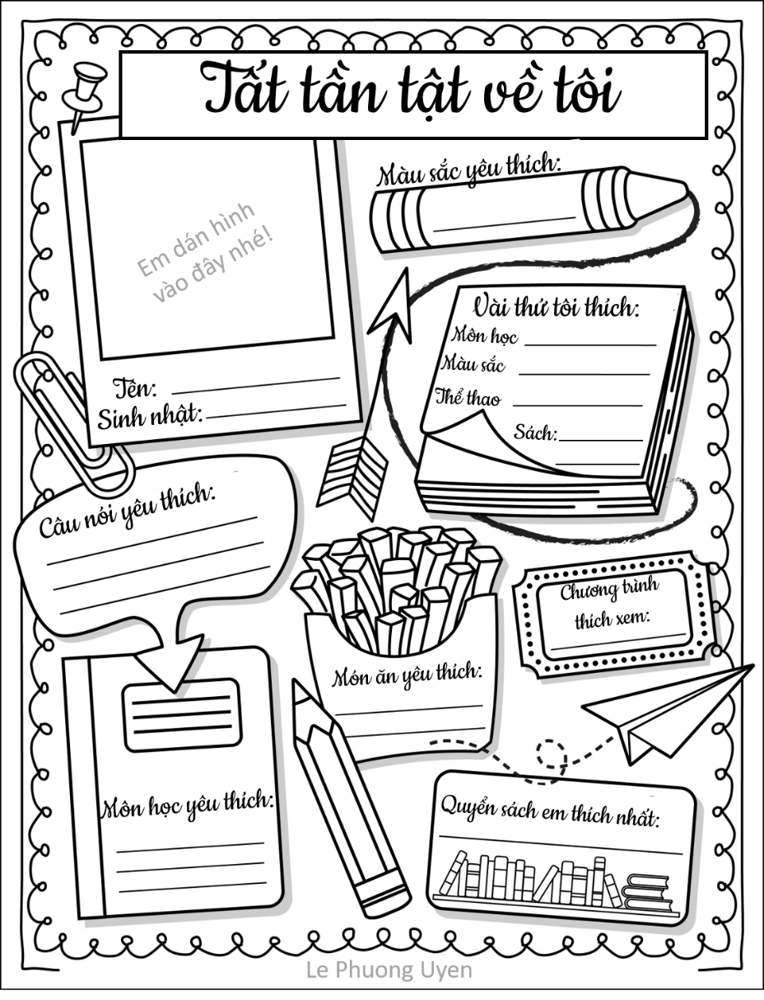 Tất tần tật về tôi
Em dán hình
vào đây nhé!
Màu sắc yêu thích:
Vài thứ tôi thích:
Môn học
Màu sắc
Thể thao
Sách:
Tên:
Sinh nhật:
Câu nói yêu thích:
Chương trình
thích xem:
Món ăn yêu thích:
Môn học yêu thích:
Quyển sách em thích nhất:
Le Phuong Uyen